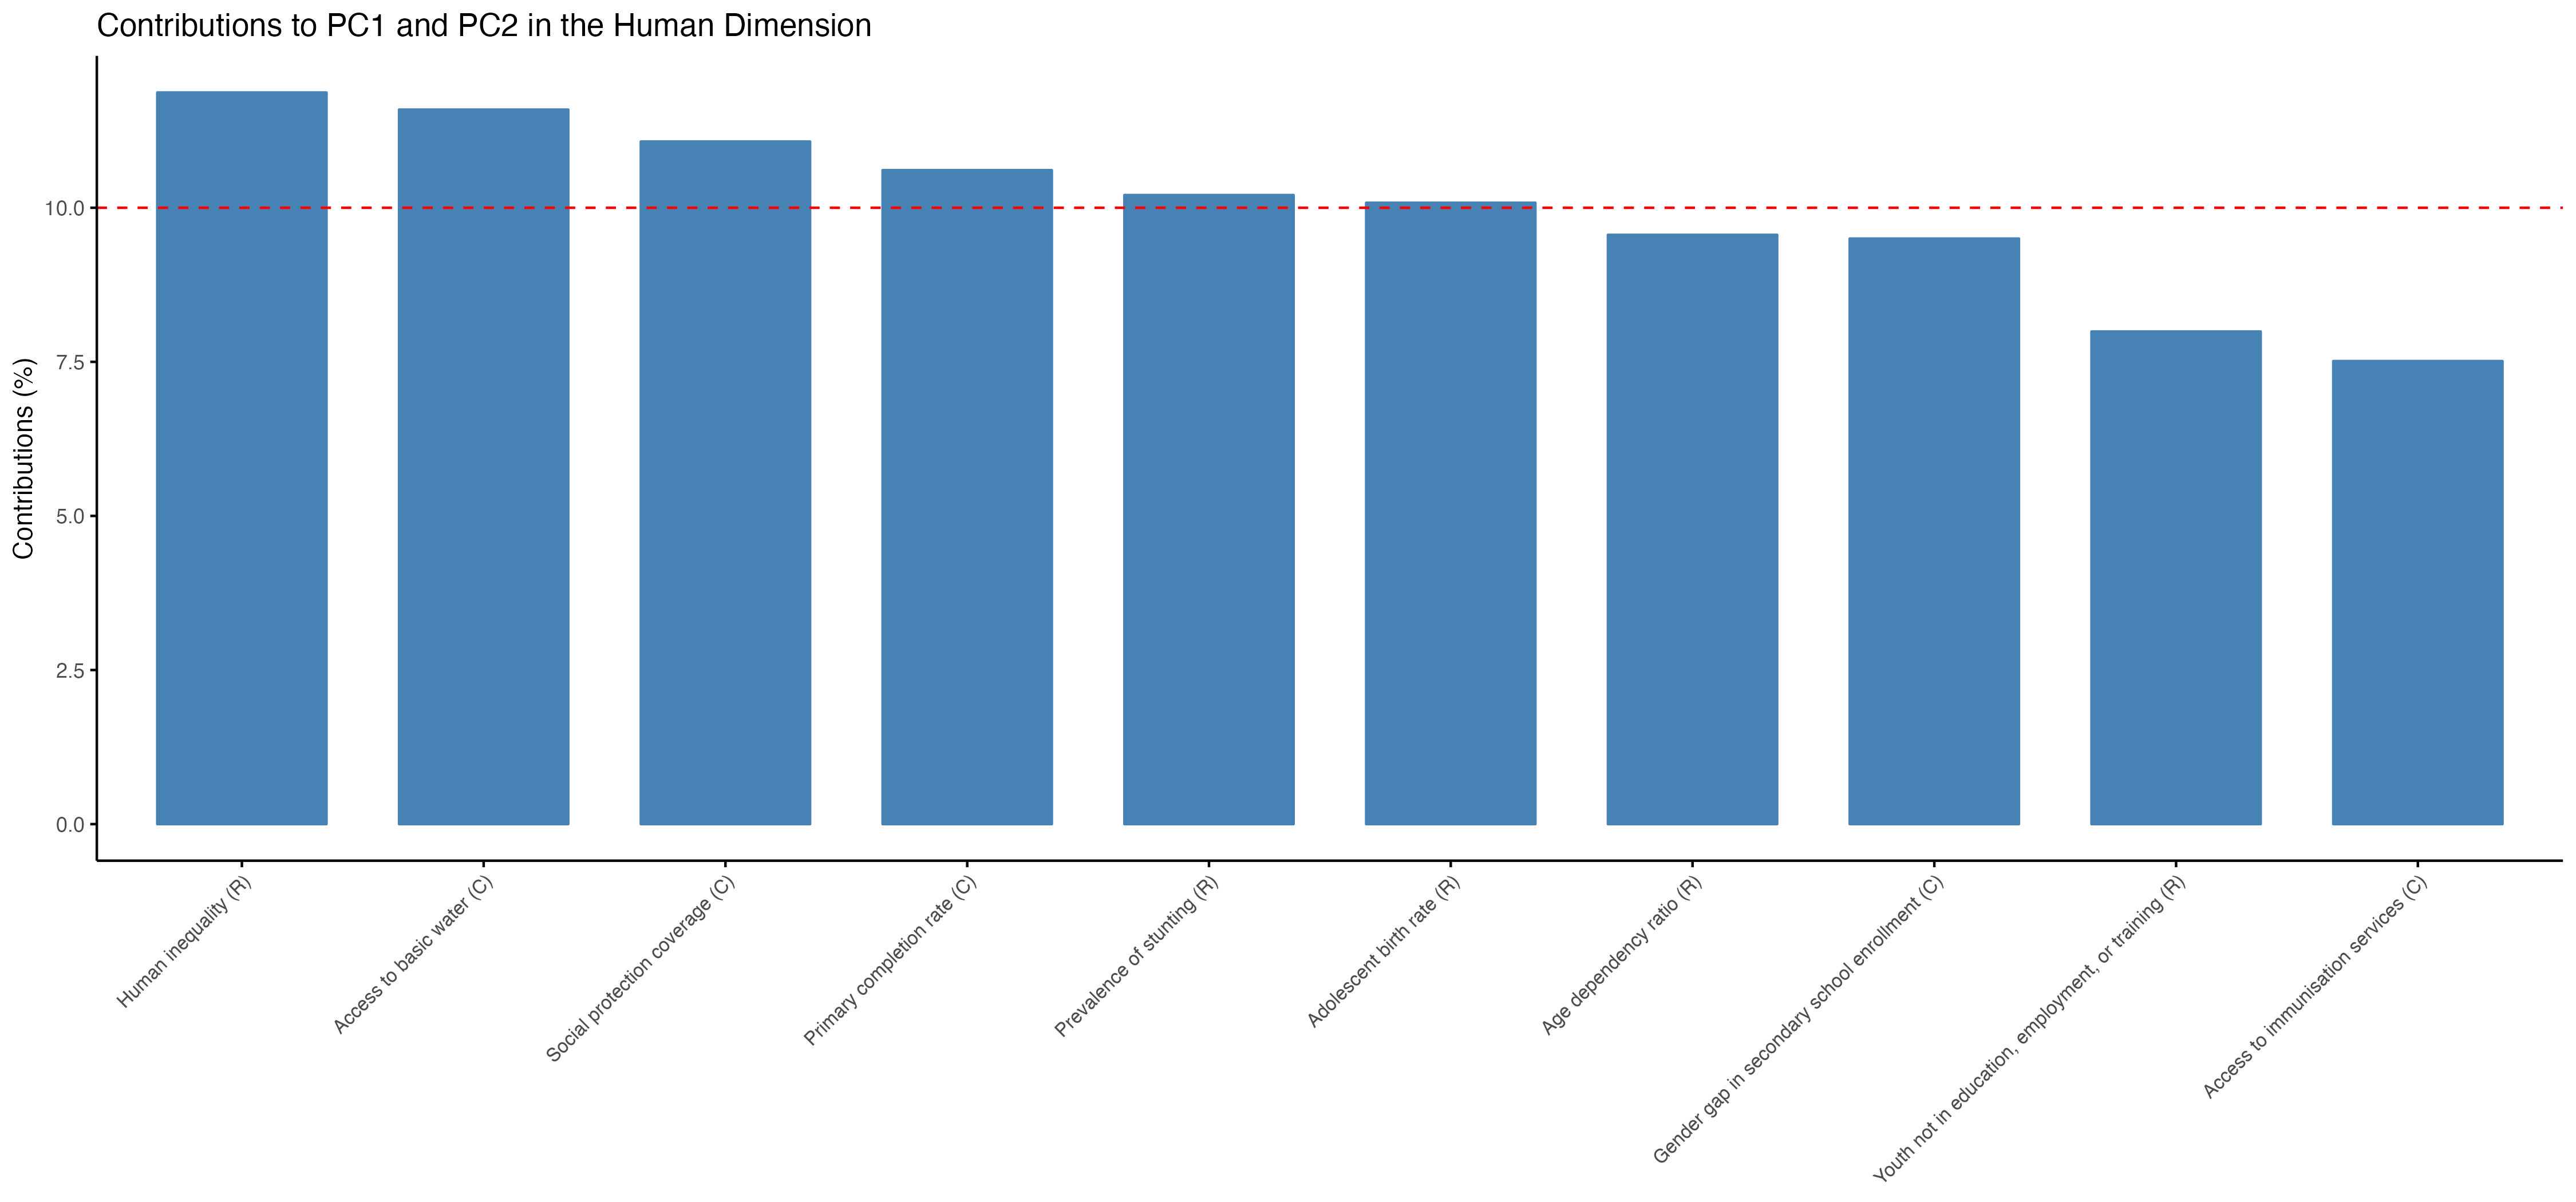 Contributions to PC1 and PC2 in the Human Dimension
Contributions (%)
10.0
7.5
5.0
2.5
0.0
Human inequality (R)
Access to basic water (C)
Social protection coverage (C)
Primary completion rate (C)
Prevalence of stunting (R)
Adolescent birth rate (R)
Age dependency ratio (R)
Gender gap in secondary school enrollment (C)
Youth not in education, employment, or training (R)
Access to immunisation services (C)